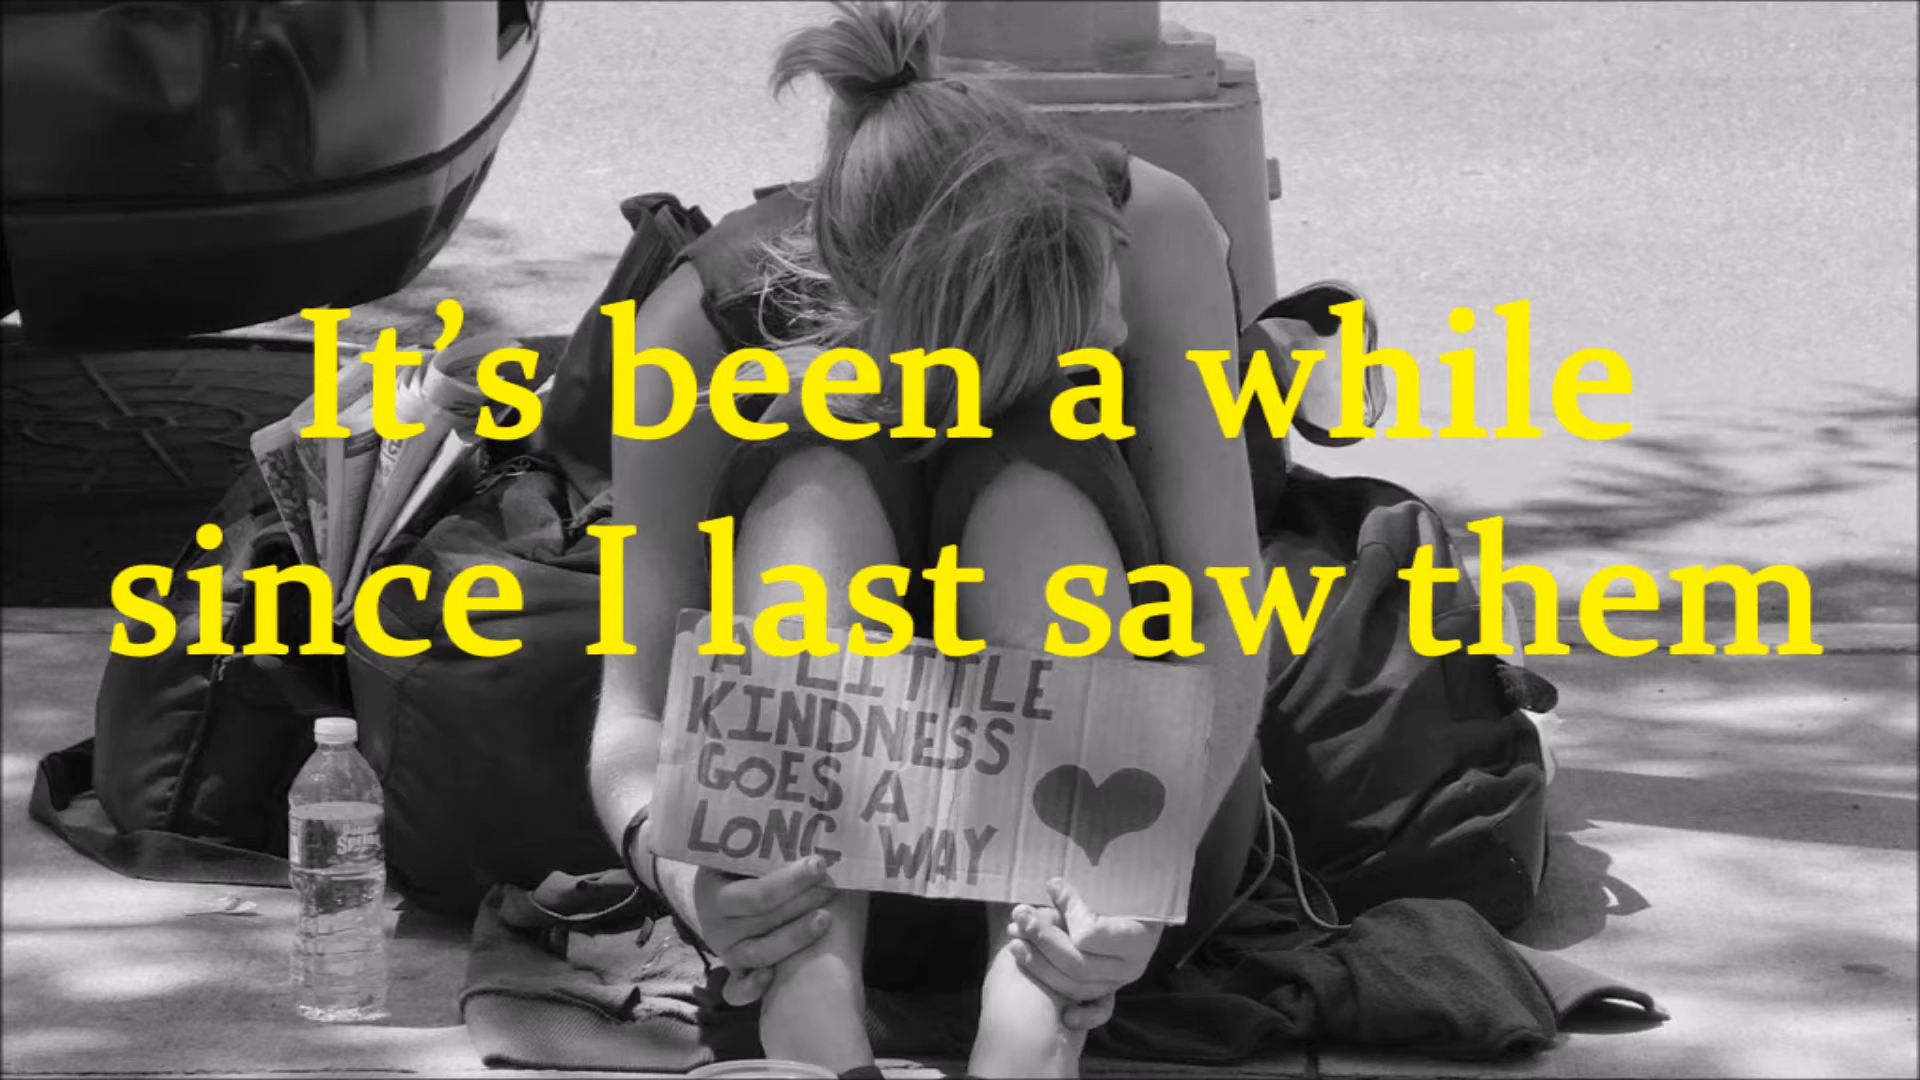 It's been a while
since I last saw them
A LITTLE
KINDNESS
GOES A
LONG WAY